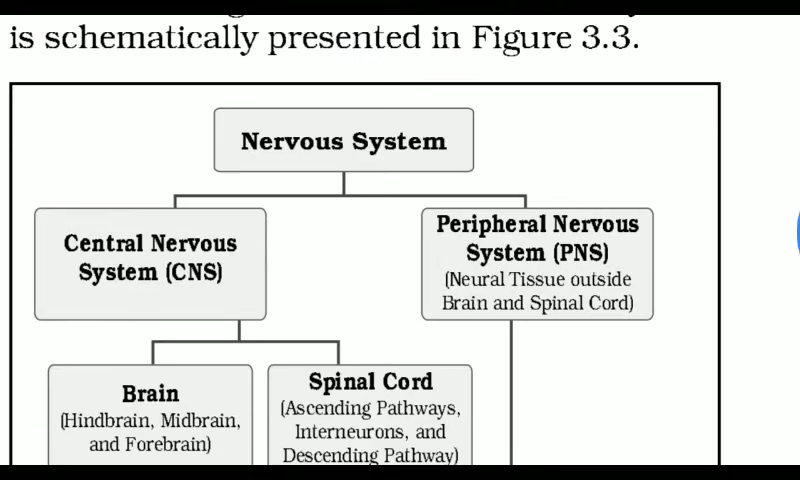 is schematically presented in Figure 3.3.
Nervous System
Central Nervous
System (CNS)
Peripheral Nervous
System (PNS)
(Neural Tissue outside
Brain and Spinal Cord)
Brain
(Hindbrain, Midbrain,
and Forebrain)
Spinal Cord
(Ascending Pathways,
Interneurons, and
Descending Pathway)